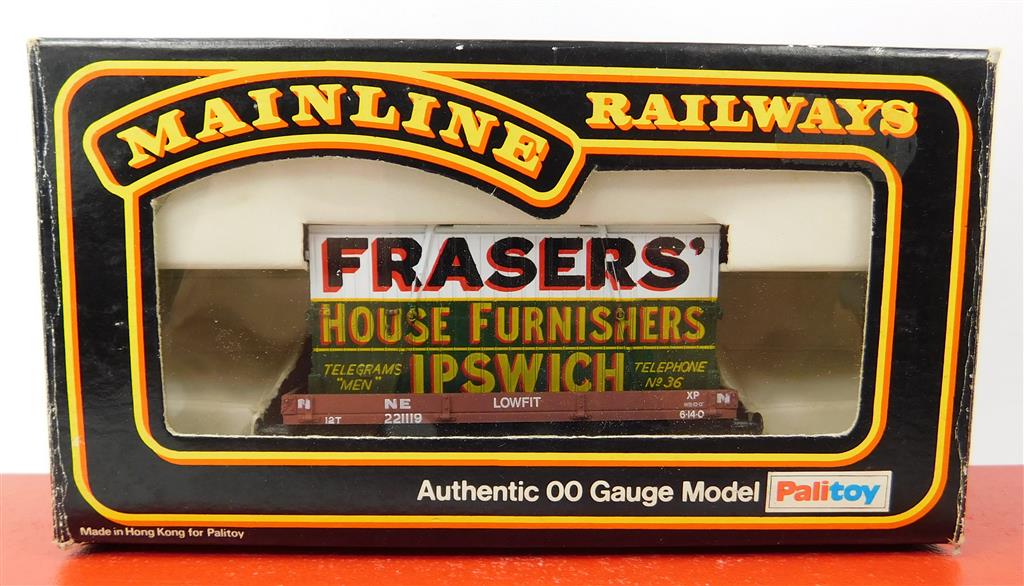 MAINLINE RAILWAYS
FRASERS'
HOUSE FURNISHERS
TELEGRAMS "MEN" IPSWICH TELEPHONE No 36
N NE LOWFIT XP N
12T 221119 6-14-0
Authentic 00 Gauge Model Palitoy
Made in Hong Kong for Palitoy